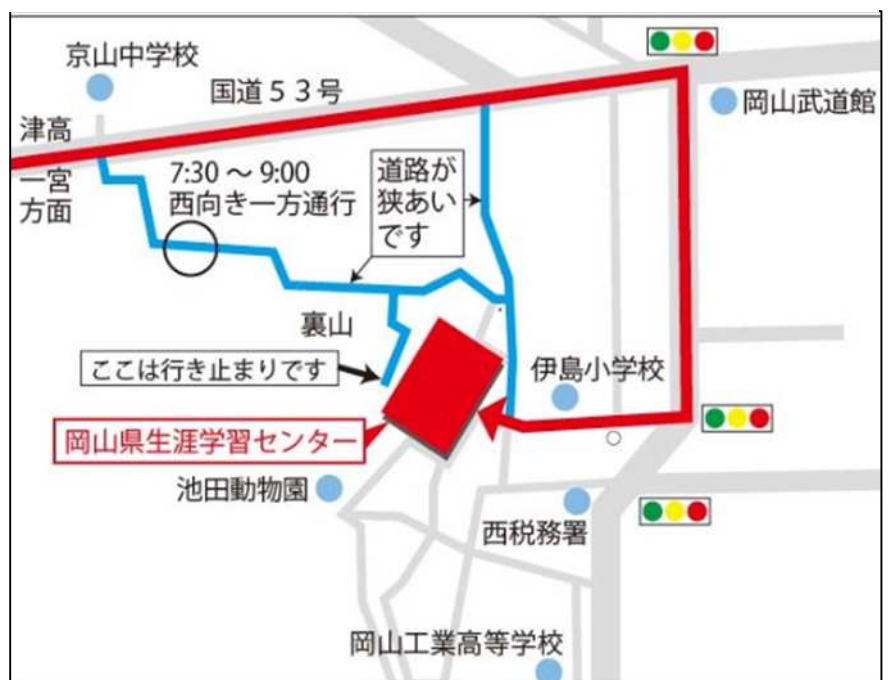 京山中学校
国道53号
岡山武道館
津高
一宮
方面
7:30 ～ 9:00
西向き一方通行
道路が
狭あい
です
裏山
ここは行き止まりです
伊島小学校
岡山県生涯学習センター
池田動物園
西税務署
岡山工業高等学校